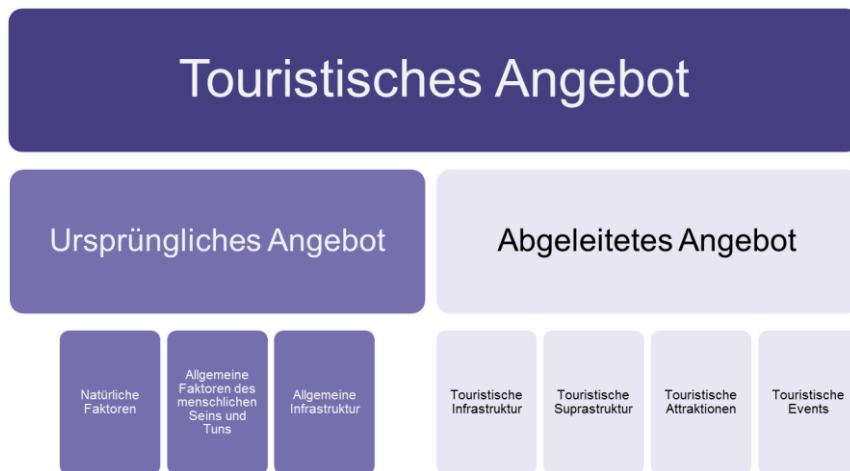 Touristisches Angebot
Ursprüngliches Angebot
Abgeleitetes Angebot
Natürliche
Faktoren
Allgemeine
Faktoren des
menschlichen
Seins und
Tuns
Allgemeine
Infrastruktur
Touristische
Infrastruktur
Touristische
Suprastruktur
Touristische
Attraktionen
Touristische
Events